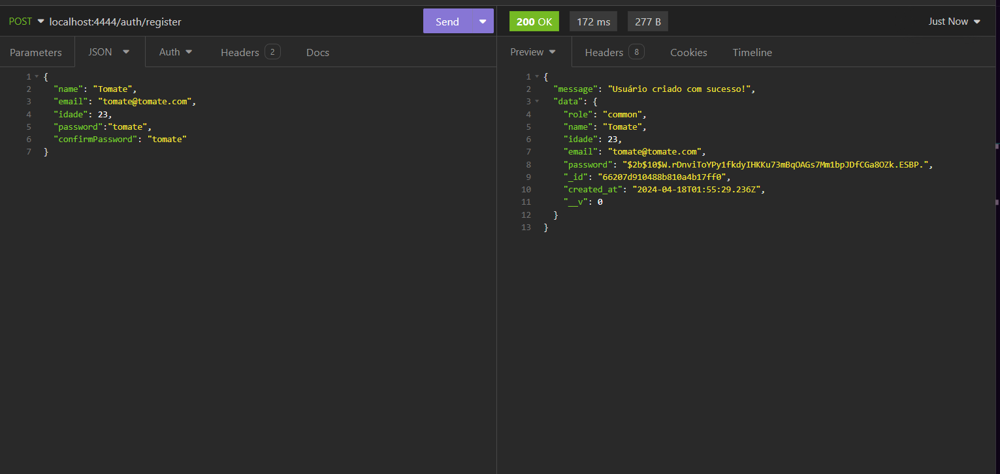 POST localhost:4444/auth/register Send 200 OK 172 ms 277 B Just Now
Parameters JSON Auth Headers 2 Docs Preview Headers 8 Cookies Timeline
1 {
2 "name": "Tomate",
3 "email": "tomate@tomate.com",
4 "idade": 23,
5 "password":"tomate",
6 "confirmPassword": "tomate"
7 }
1 {
2 "message": "Usuário criado com sucesso!",
3 "data": {
4 "role": "common",
5 "name": "Tomate",
6 "idade": 23,
7 "email": "tomate@tomate.com",
8 "password": "$2b$10$W.rDnviToYPy1fkdyIHKKu73mBqOAGs7Mm1bpJDfCGa8OZk.ESBP.",
9 "_id": "66207d910488b810a4b17ff0",
10 "created_at": "2024-04-18T01:55:29.236Z",
11 "__v": 0
12 }
13 }